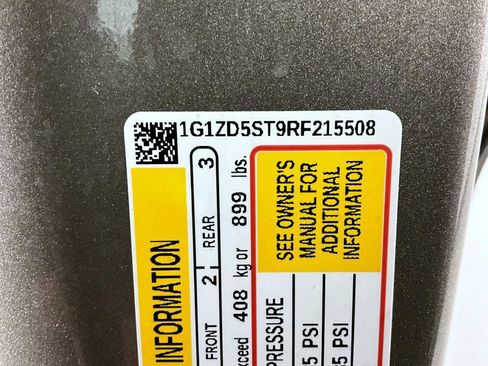 1G1ZD5ST9RF215508
INFORMATION
FRONT 2 REAR 3
exceed 408 kg or 899 lbs.
SEE OWNER'S
MANUAL FOR
ADDITIONAL
INFORMATION
PRESSURE
5 PSI
5 PSI